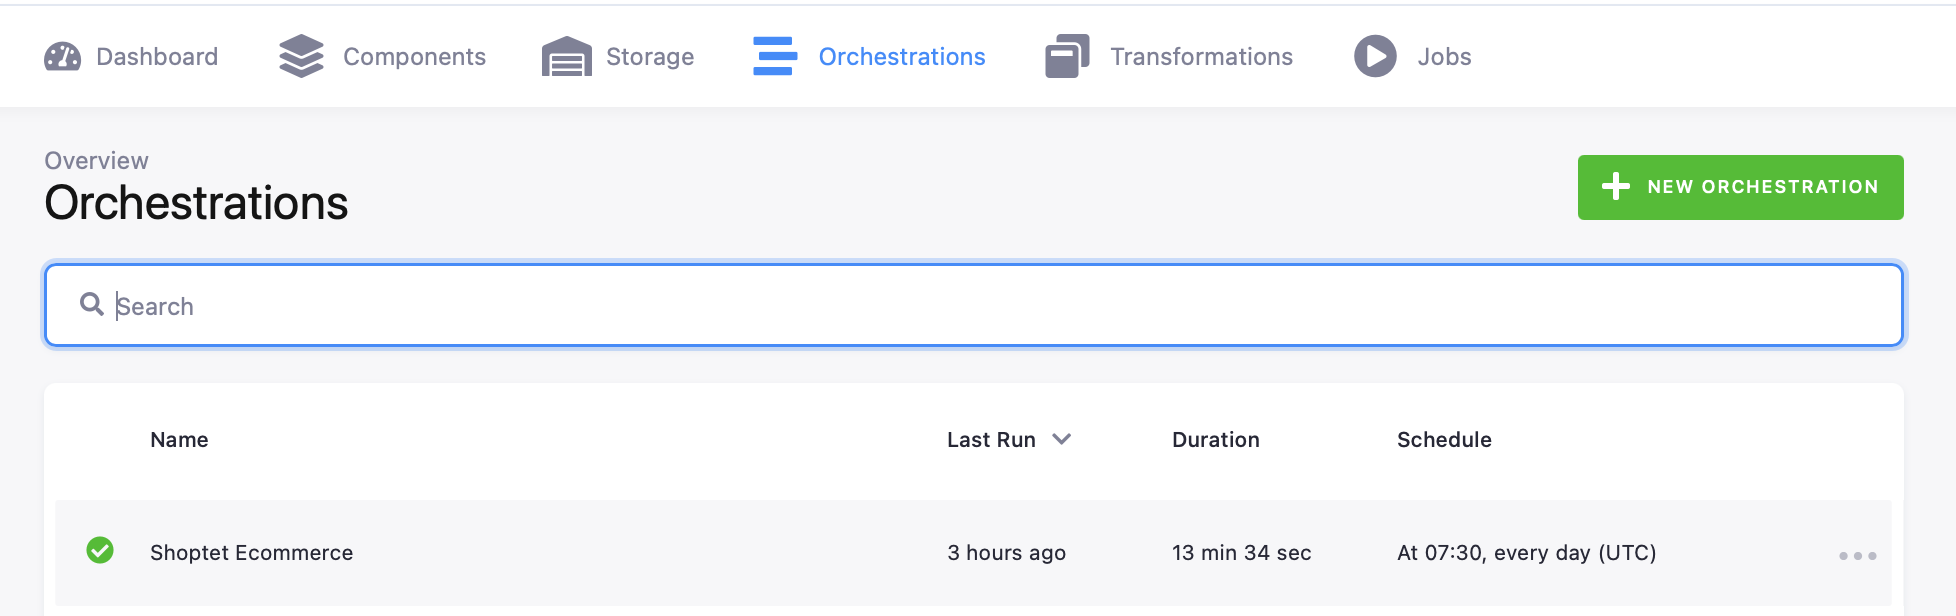 Dashboard Components Storage Orchestrations Transformations Jobs
Overview
Orchestrations
NEW ORCHESTRATION
Search
Name Last Run Duration Schedule
Shoptet Ecommerce 3 hours ago 13 min 34 sec At 07:30, every day (UTC)